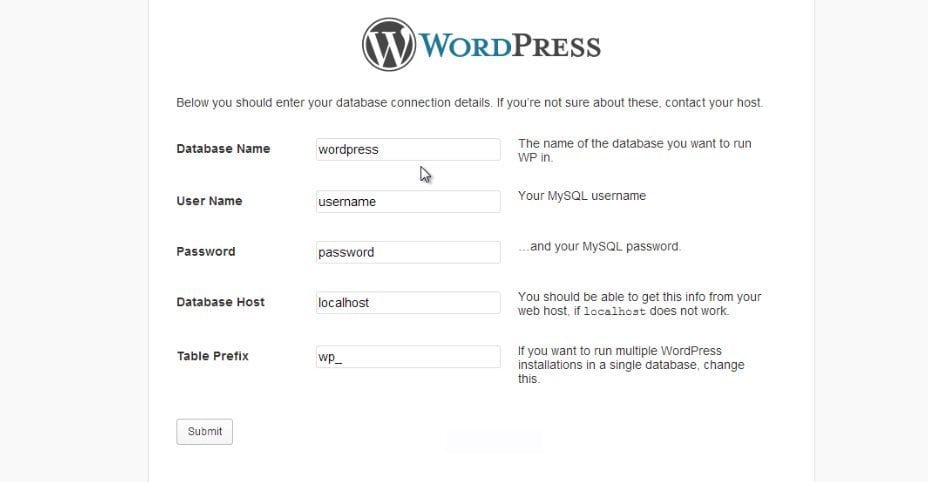 WORDPRESS
Below you should enter your database connection details. If you're not sure about these, contact your host.
Database Name
wordpress
The name of the database you want to run
WP in.
User Name
username
Your MySQL username
Password
password
...and your MySQL password.
Database Host
localhost
You should be able to get this info from your
web host, if localhost does not work.
Table Prefix
wp_
If you want to run multiple WordPress
installations in a single database, change
this.
Submit